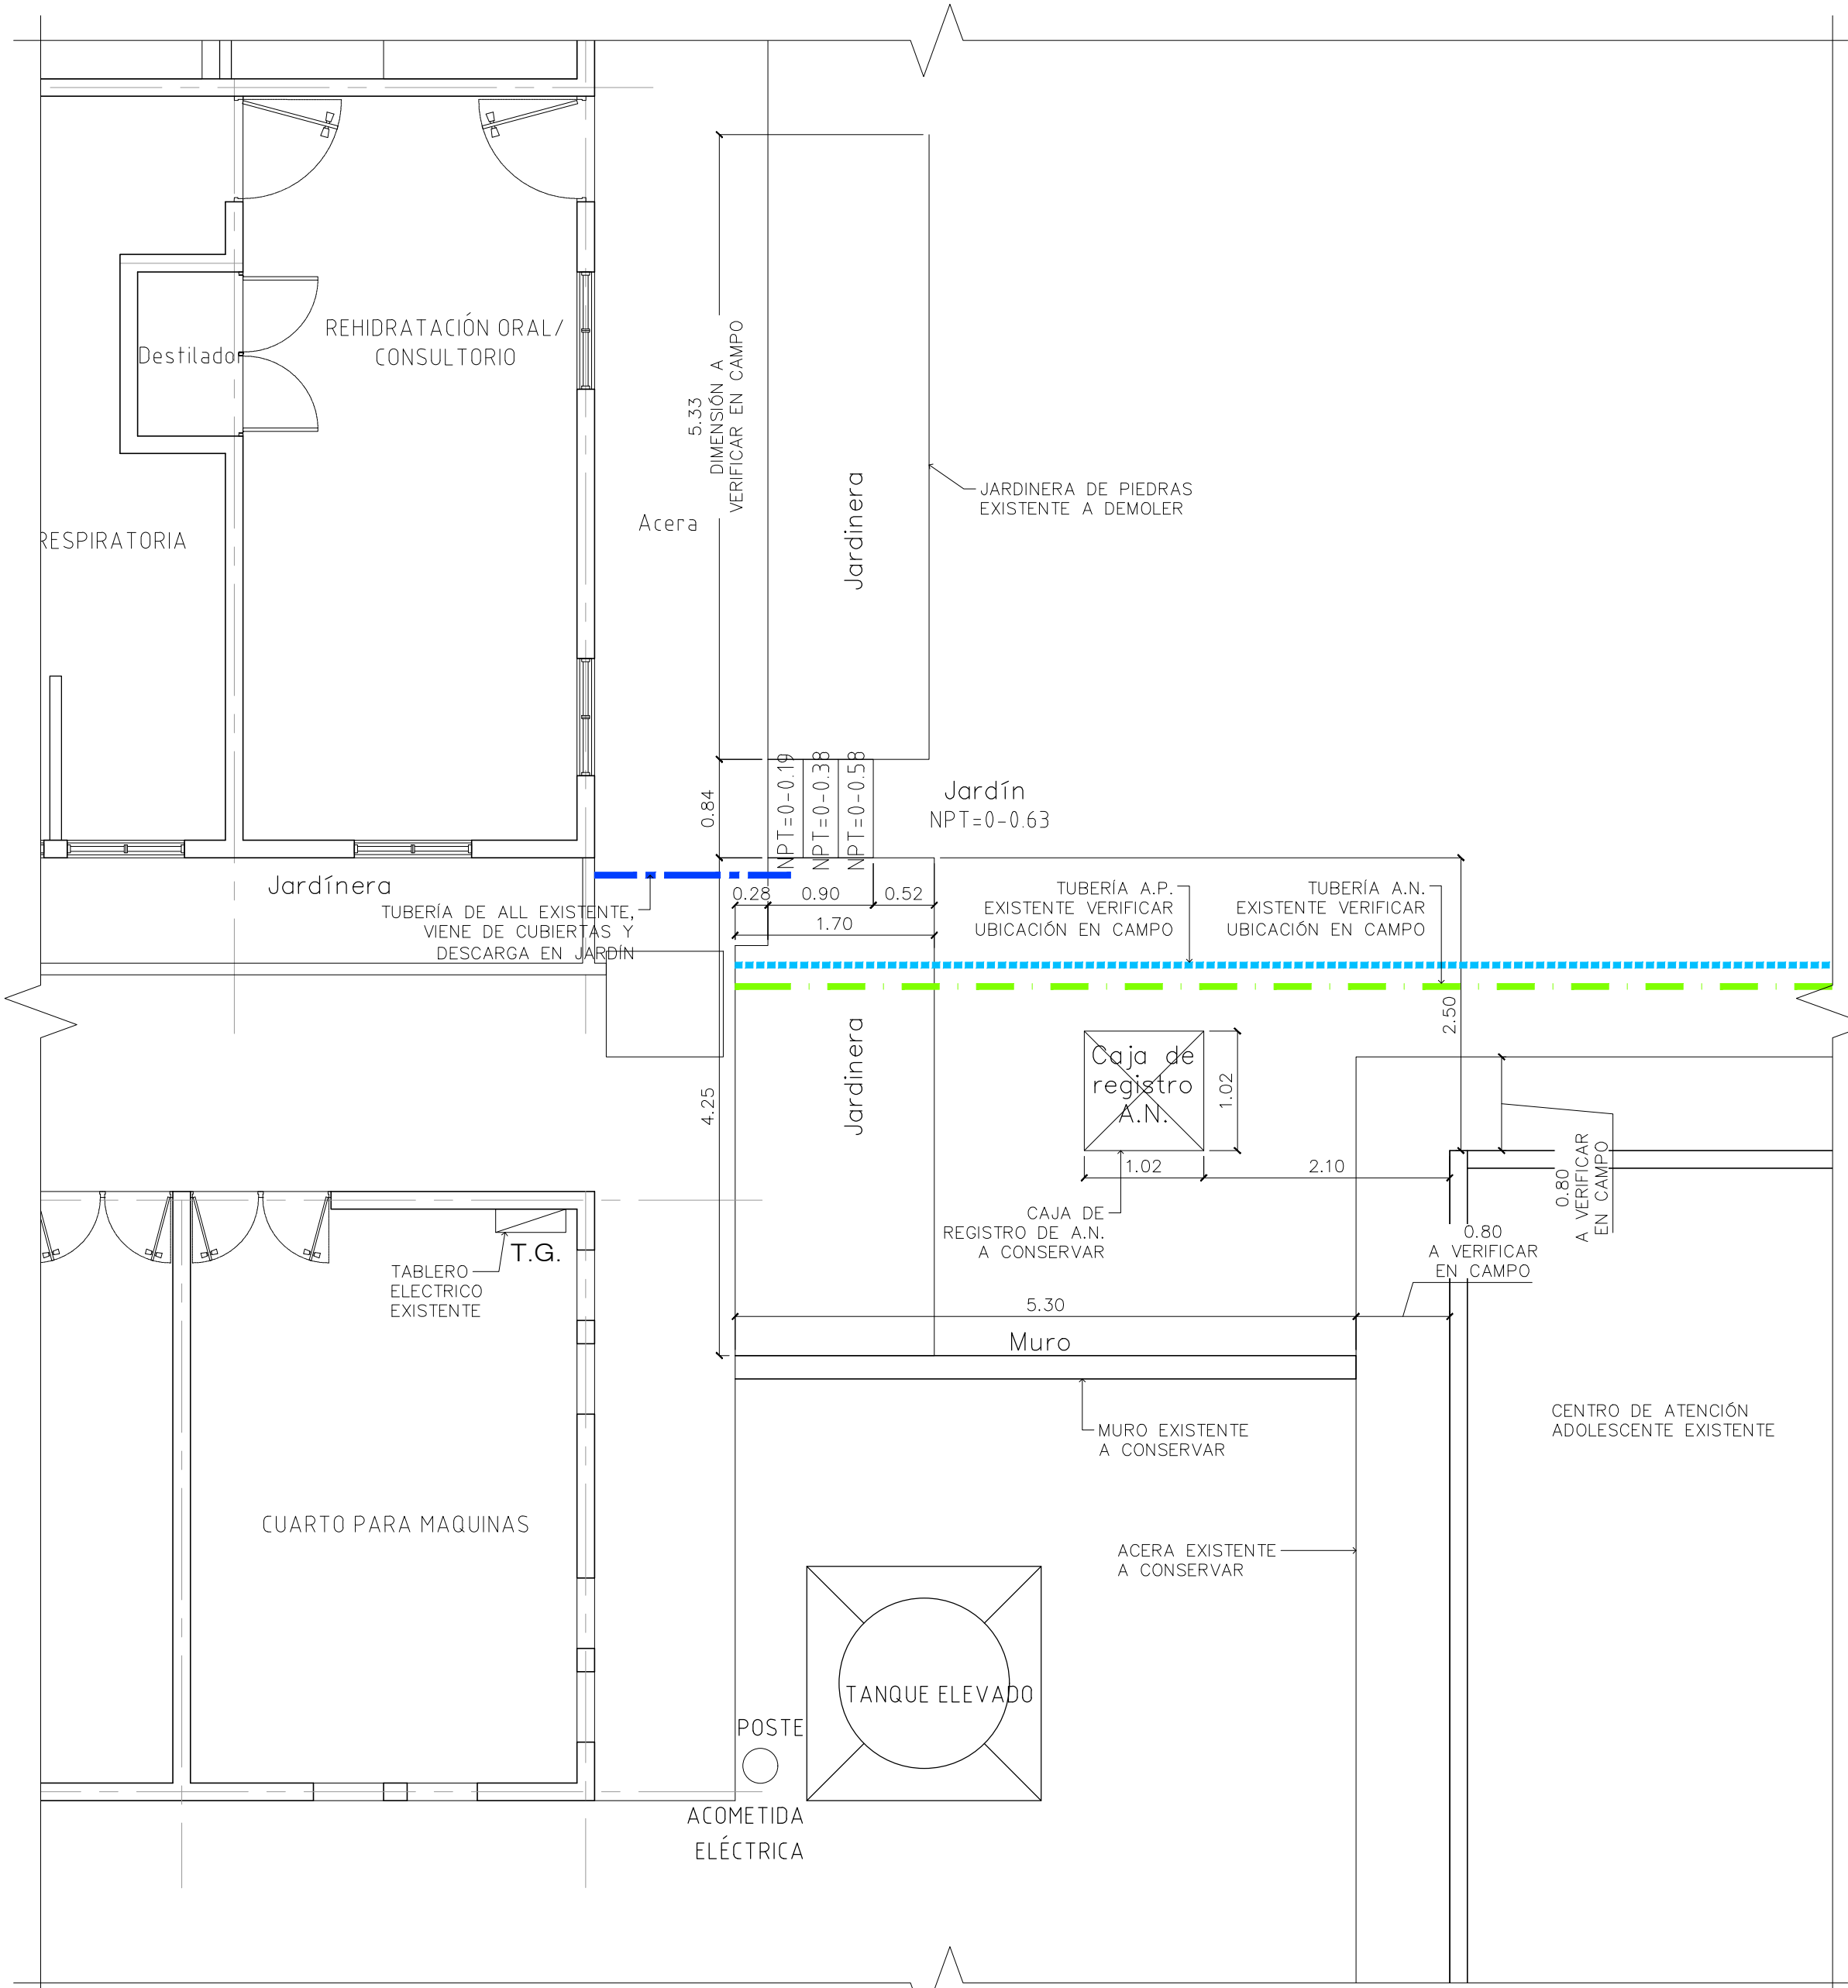 REHIDRATACIÓN ORAL/
CONSULTORIO
Destilador
RESPIRATORIA
Acera
5.33
DIMENSIÓN A
VERIFICAR EN CAMPO
Jardinera
JARDINERA DE PIEDRAS
EXISTENTE A DEMOLER
0.84
NPT=0-0.19
NPT=0-0.38
NPT=0-0.58
Jardín
NPT=0-0.63
Jardínera
TUBERÍA DE ALL EXISTENTE,
VIENE DE CUBIERTAS Y
DESCARGA EN JARDÍN
0.28
0.90
0.52
1.70
TUBERÍA A.P.
EXISTENTE VERIFICAR
UBICACIÓN EN CAMPO
TUBERÍA A.N.
EXISTENTE VERIFICAR
UBICACIÓN EN CAMPO
2.50
4.25
Jardinera
Caja de
registro
A.N.
1.02
1.02
2.10
CAJA DE
REGISTRO DE A.N.
A CONSERVAR
0.80
A VERIFICAR
EN CAMPO
0.80
A VERIFICAR
EN CAMPO
T.G.
TABLERO
ELECTRICO
EXISTENTE
5.30
Muro
MURO EXISTENTE
A CONSERVAR
CENTRO DE ATENCIÓN
ADOLESCENTE EXISTENTE
CUARTO PARA MAQUINAS
ACERA EXISTENTE
A CONSERVAR
TANQUE ELEVADO
POSTE
ACOMETIDA
ELÉCTRICA